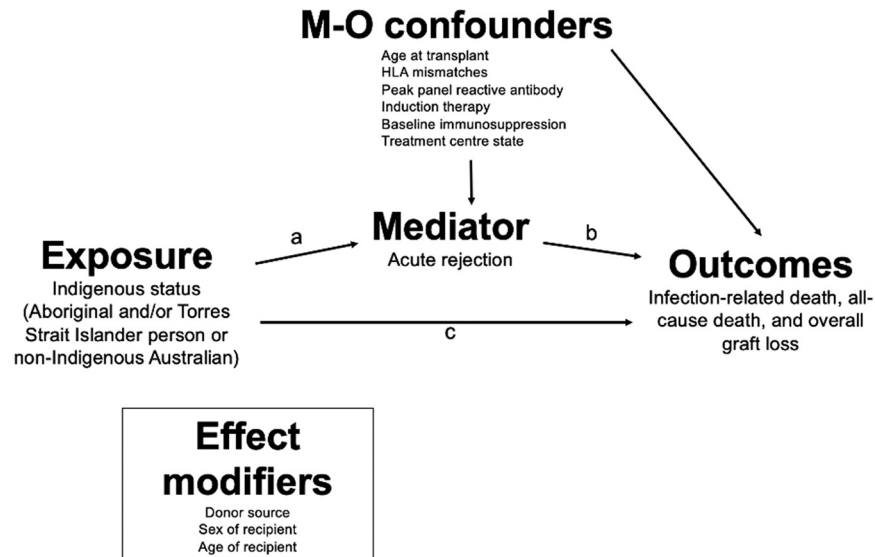 M-O confounders
Age at transplant
HLA mismatches
Peak panel reactive antibody
Induction therapy
Baseline immunosuppression
Treatment centre state
Mediator
Acute rejection
a
b
c
Exposure
Indigenous status
(Aboriginal and/or Torres
Strait Islander person or
non-Indigenous Australian)
Outcomes
Infection-related death, all-
cause death, and overall
graft loss
Effect
modifiers
Donor source
Sex of recipient
Age of recipient